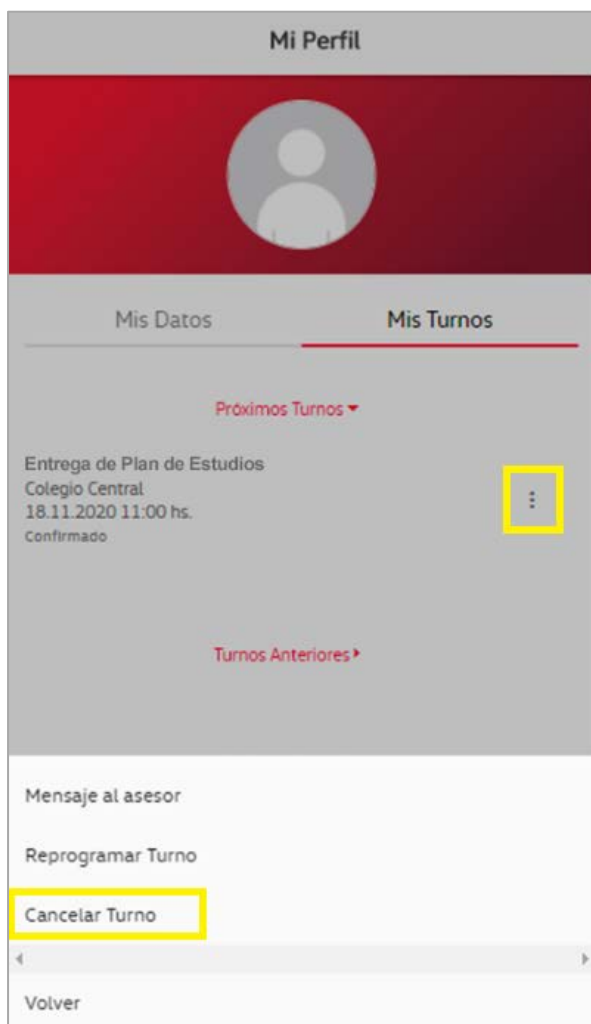 Mi Perfil
Mis Datos
Mis Turnos
Próximos Turnos
Entrega de Plan de Estudios
Colegio Central
18.11.2020 11:00 hs.
Confirmado
Turnos Anteriores
Mensaje al asesor
Reprogramar Turno
Cancelar Turno
Volver